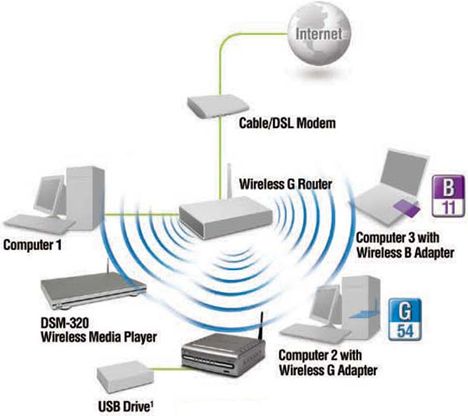 Internet
Cable/DSL Modem
Wireless G Router
B
11
Computer 1
Computer 3 with
Wireless B Adapter
DSM-320
Wireless Media Player
G
54
Computer 2 with
Wireless G Adapter
USB Drive¹